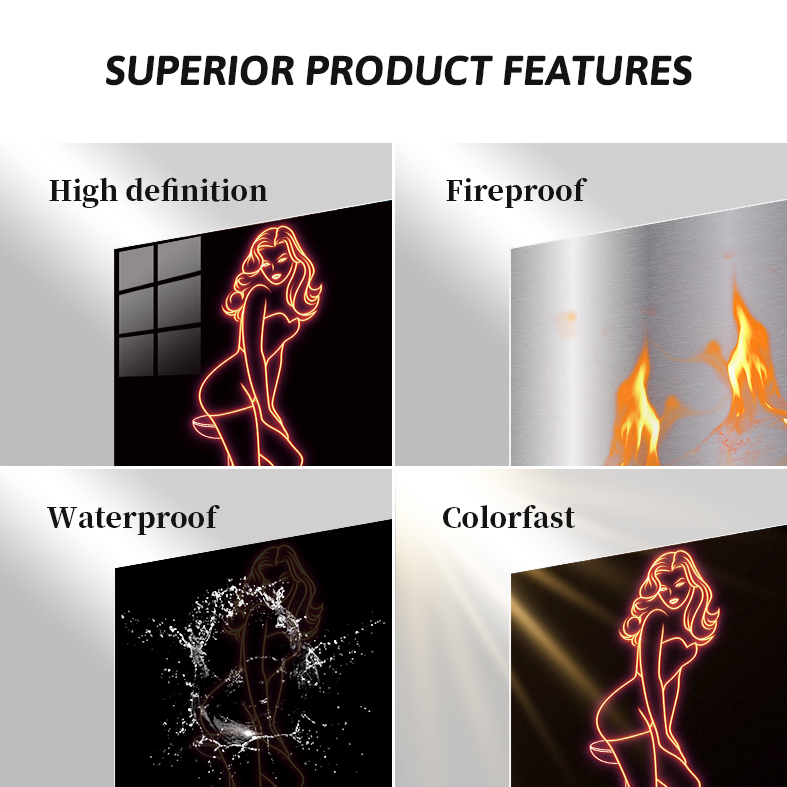 SUPERIOR PRODUCT FEATURES
High definition
Fireproof
Waterproof
Colorfast